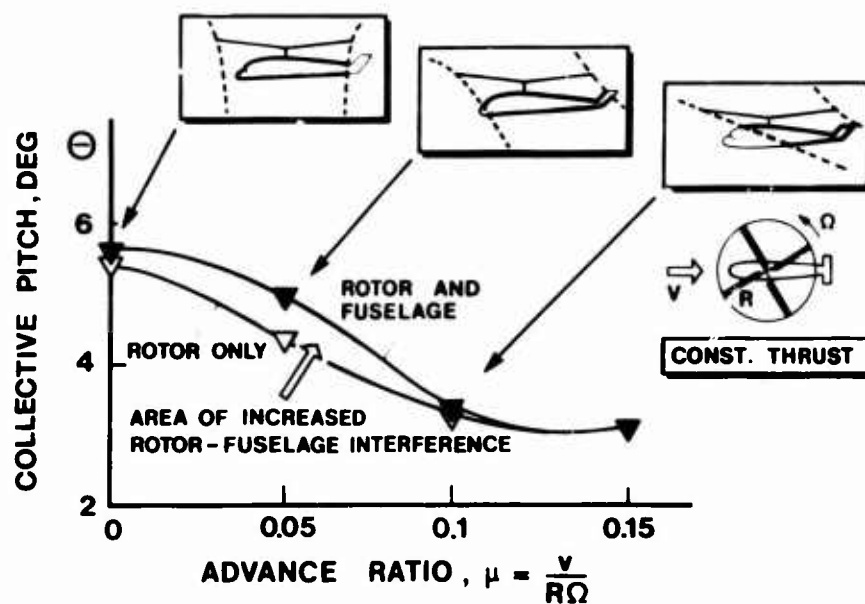 COLLECTIVE PITCH, DEG
Θ
6
4
2
0
0.05
0.1
0.15
ROTOR AND
FUSELAGE
ROTOR ONLY
AREA OF INCREASED
ROTOR-FUSELAGE INTERFERENCE
Ω
V
R
CONST. THRUST
ADVANCE RATIO, μ = v/RΩ